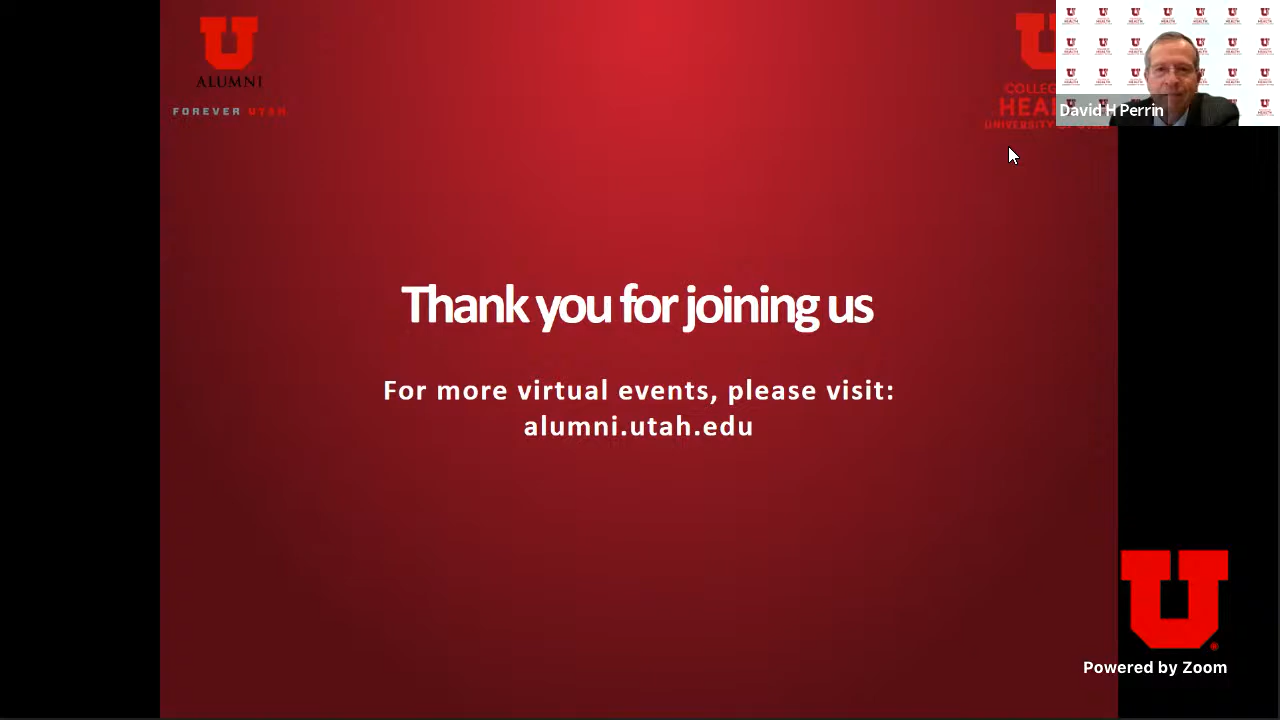 U
ALUMNI
FOREVER UTAH
U
David H Perrin
Thank you for joining us
For more virtual events, please visit:
alumni.utah.edu
U
Powered by Zoom